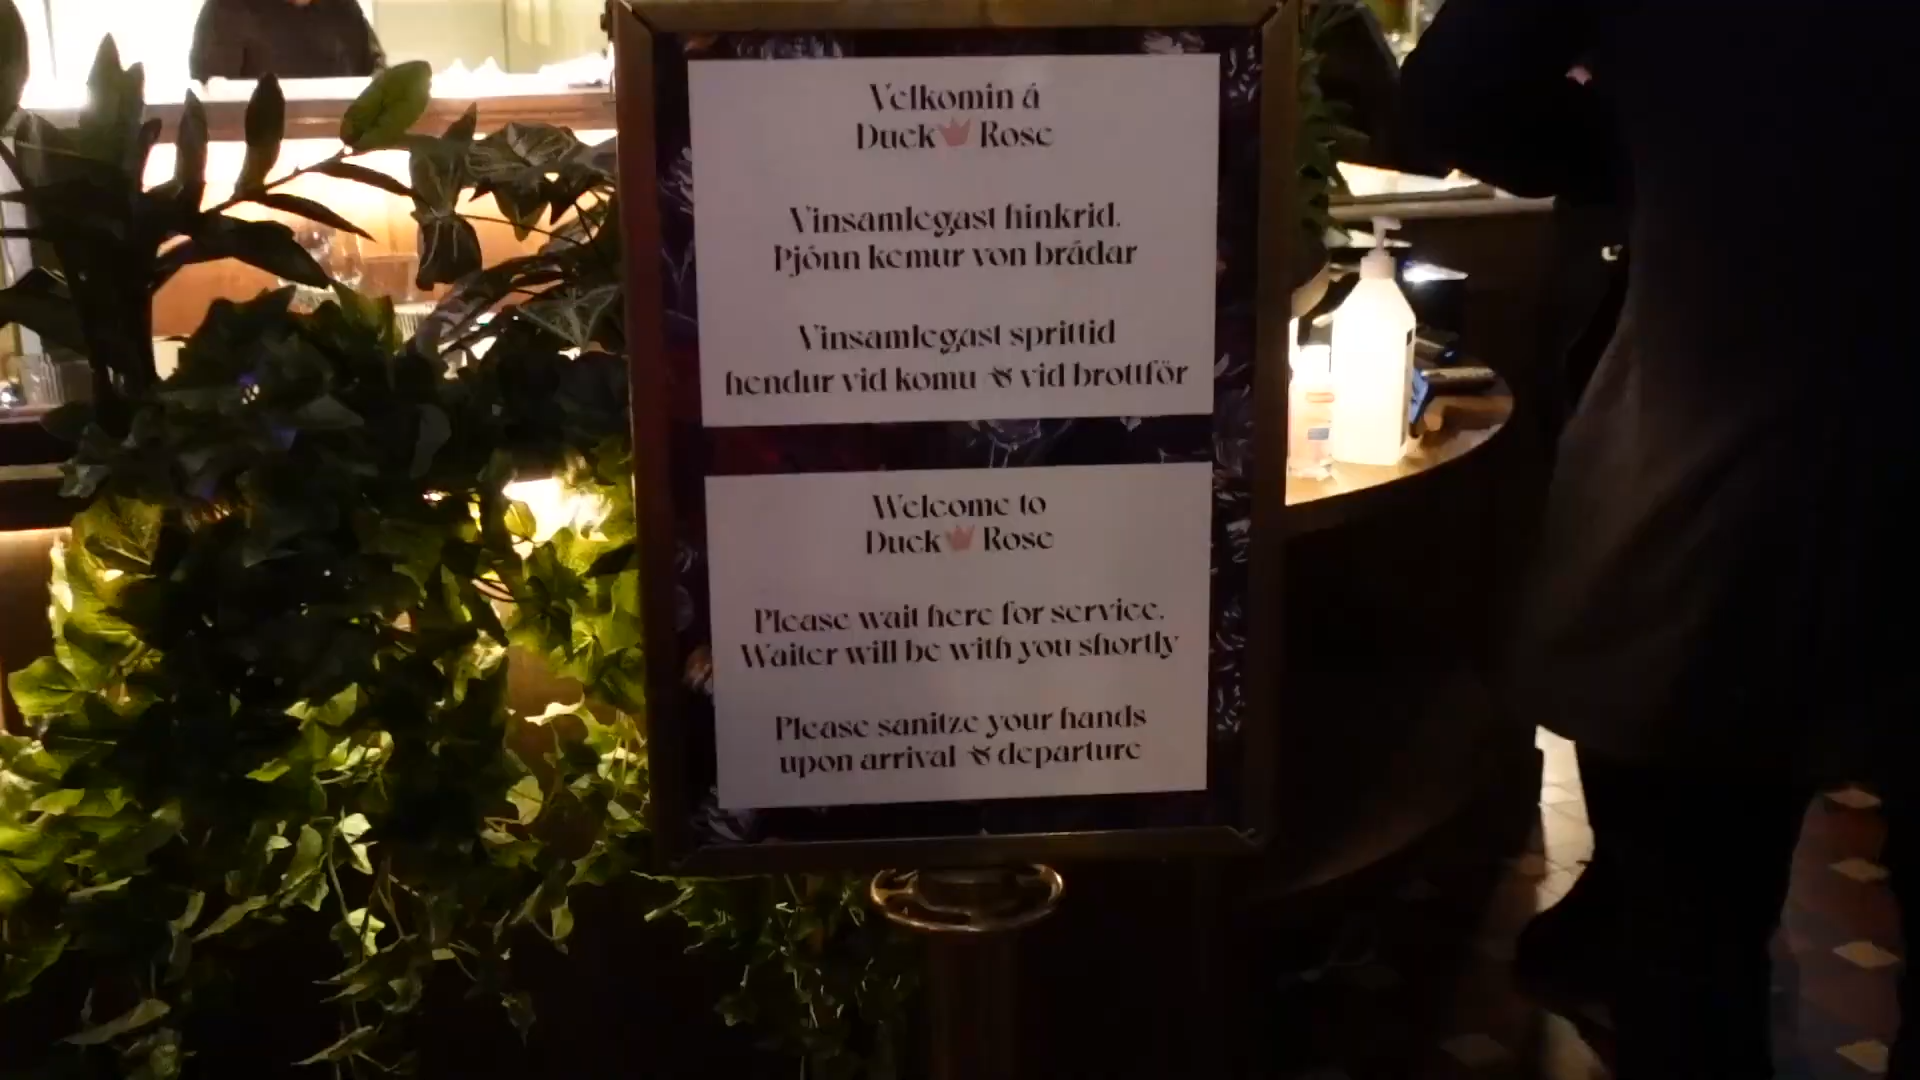 Velkomin á
Duck Rose
Vinsamlegast hinkrid.
Þjónn kemur von brádar
Vinsamlegast sprittid
hendur vid komu & vid brottför
Welcome to
Duck Rose
Please wait here for service.
Waiter will be with you shortly
Please sanitze your hands
upon arrival & departure